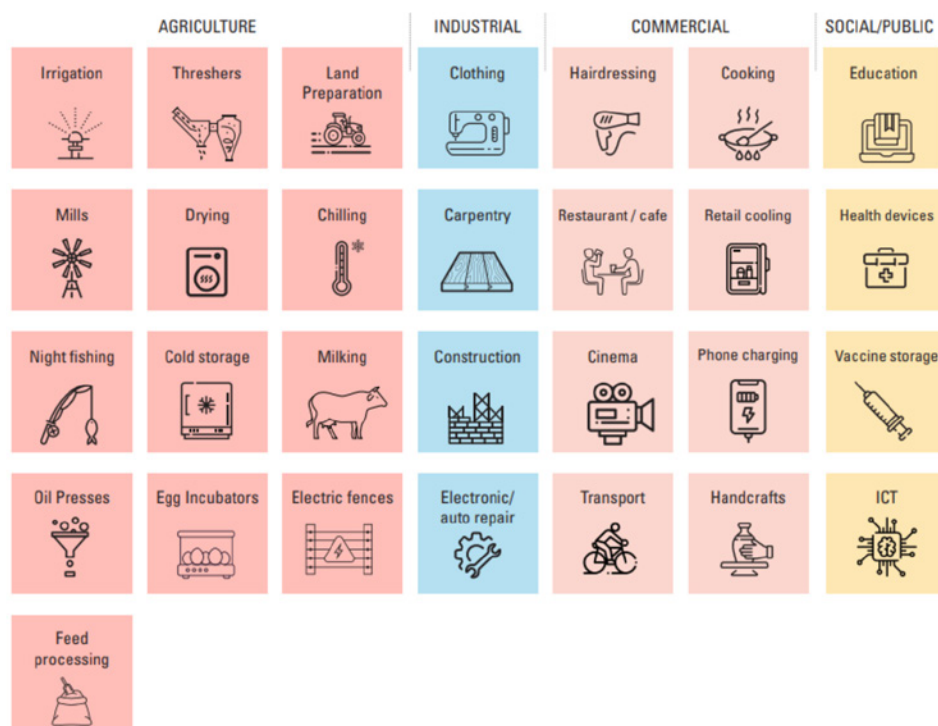 AGRICULTURE
INDUSTRIAL
COMMERCIAL
SOCIAL/PUBLIC
Irrigation
Threshers
Land
Preparation
Clothing
Hairdressing
Cooking
Education
Mills
Drying
Chilling
Carpentry
Restaurant / cafe
Retail cooling
Health devices
Night fishing
Cold storage
Milking
Construction
Cinema
Phone charging
Vaccine storage
Oil Presses
Egg Incubators
Electric fences
Electronic/
auto repair
Transport
Handcrafts
ICT
Feed
processing